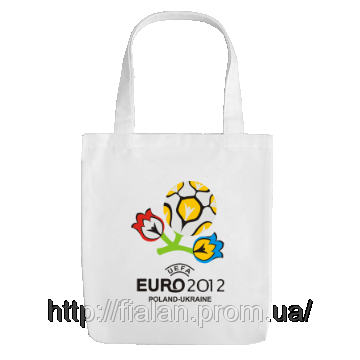 UEFA
EURO2012
POLAND-UKRAINE
http://fialan.prom.ua/